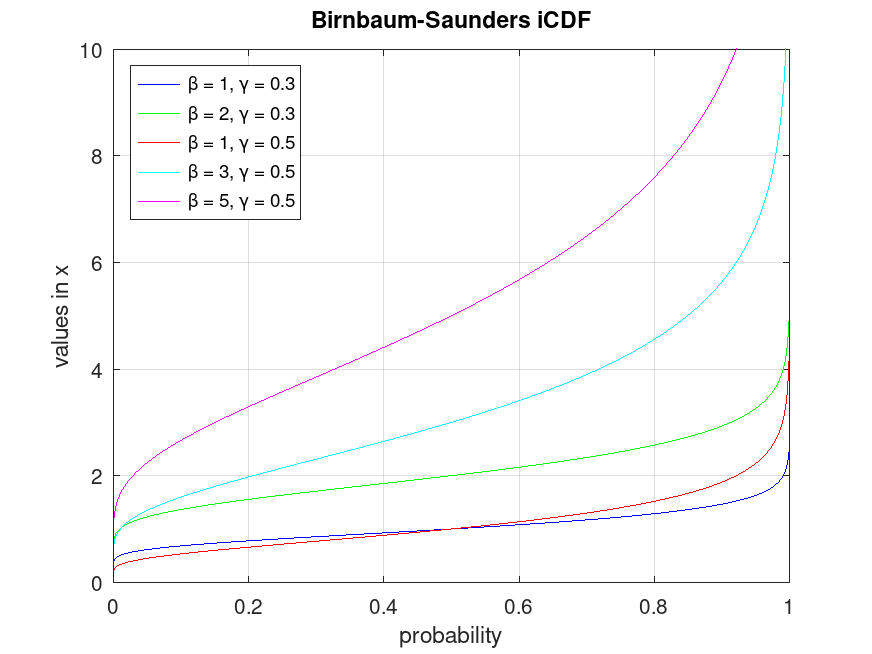 Birnbaum-Saunders iCDF
10
8
6
4
2
0
values in x
β = 1, γ = 0.3
β = 2, γ = 0.3
β = 1, γ = 0.5
β = 3, γ = 0.5
β = 5, γ = 0.5
0 0.2 0.4 0.6 0.8 1
probability